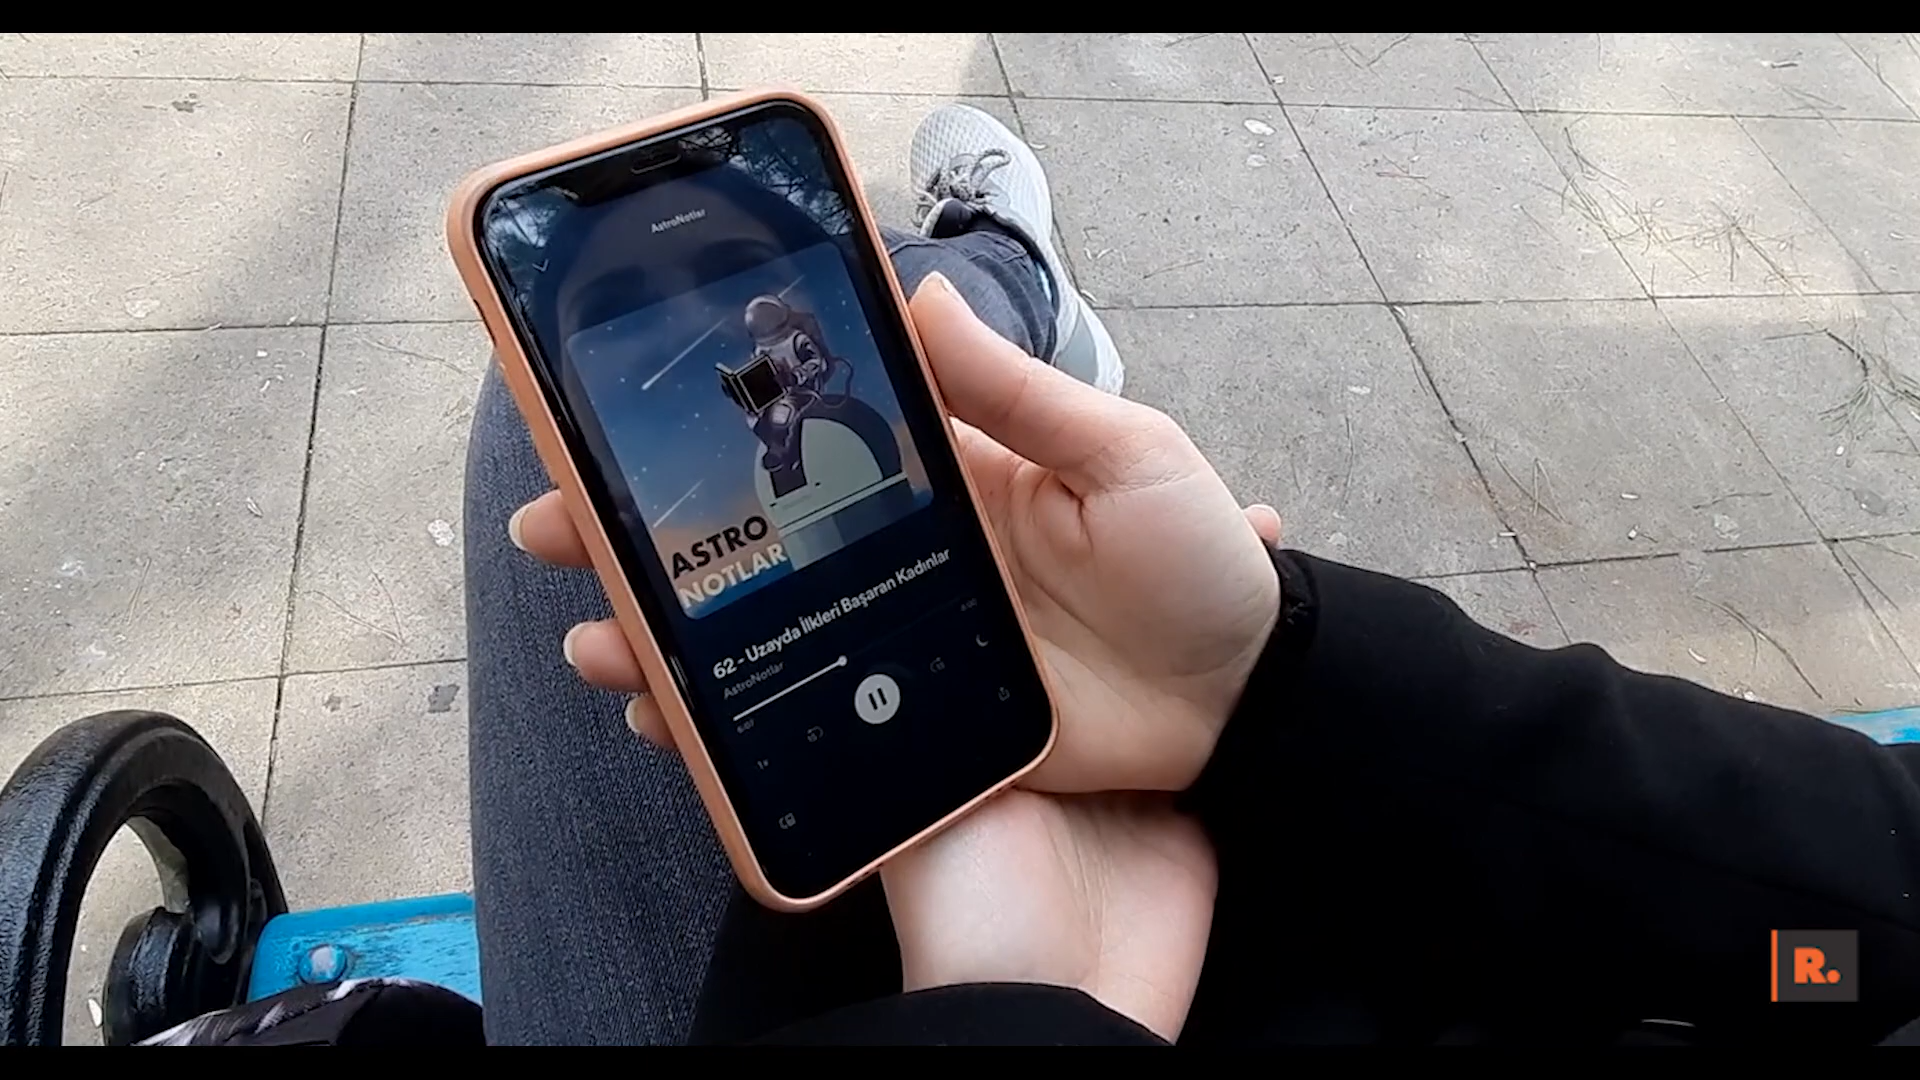 AstroNotlar
ASTRO
NOTLAR
62 - Uzayda İlkleri Başaran Kadınlar
AstroNotlar
1x
R.